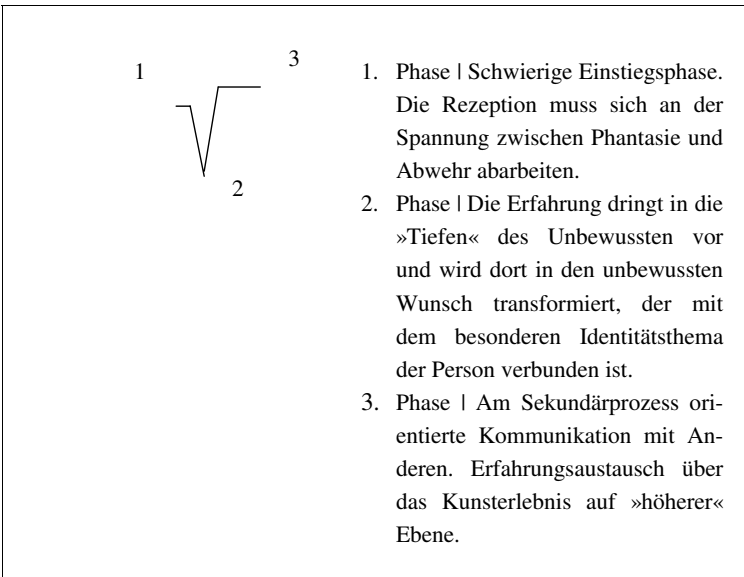 1
3
2
1. Phase | Schwierige Einstiegsphase.
Die Rezeption muss sich an der
Spannung zwischen Phantasie und
Abwehr abarbeiten.
2. Phase | Die Erfahrung dringt in die
»Tiefen« des Unbewussten vor
und wird dort in den unbewussten
Wunsch transformiert, der mit
dem besonderen Identitätsthema
der Person verbunden ist.
3. Phase | Am Sekundärprozess ori-
entierte Kommunikation mit An-
deren. Erfahrungsaustausch über
das Kunsterlebnis auf »höherer«
Ebene.